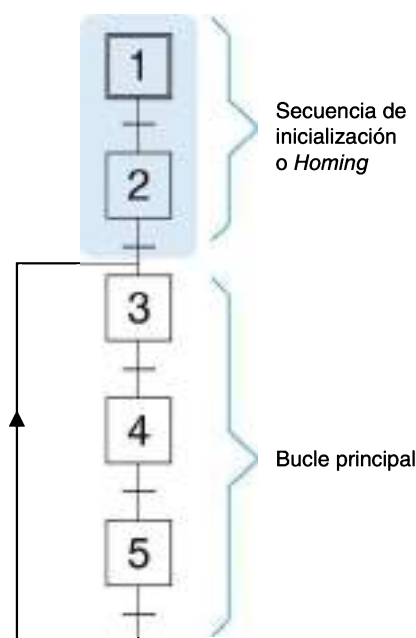 1
2
Secuencia de
inicialización
o Homing
3
4
5
Bucle principal